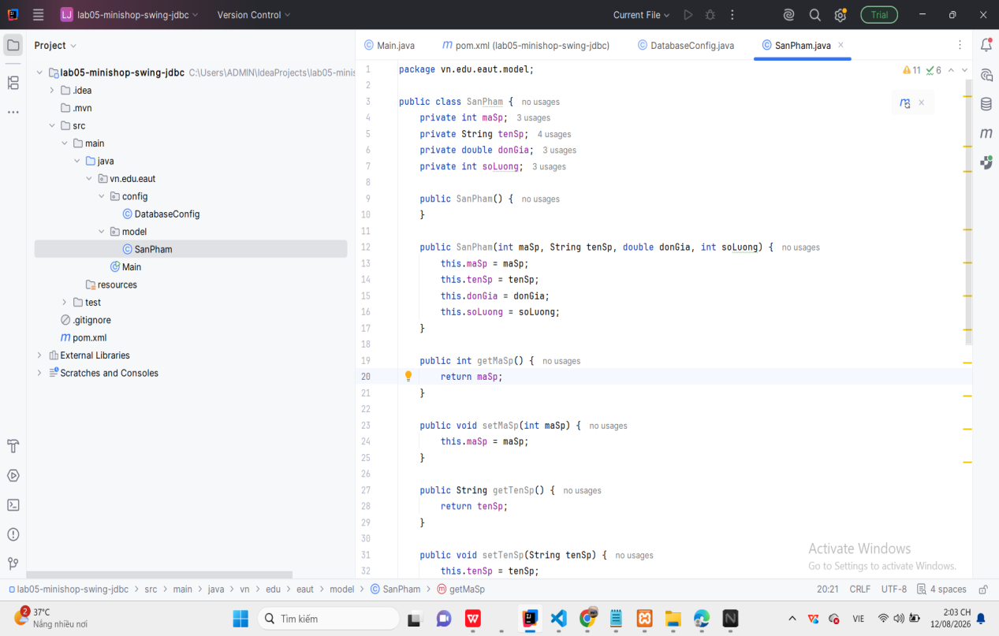 LJ lab05-minishop-swing-jdbc Version Control Current File Trial
Project
Main.java
m pom.xml (lab05-minishop-swing-jdbc)
DatabaseConfig.java
SanPham.java
lab05-minishop-swing-jdbc C:\Users\ADMIN\IdeaProjects\lab05-minis
.idea
.mvn
src
main
java
vn.edu.eaut
config
DatabaseConfig
model
SanPham
Main
resources
test
.gitignore
m pom.xml
External Libraries
Scratches and Consoles
11 6
1 package vn.edu.eaut.model;
2
3 public class SanPham { no usages
4 private int maSp; 3 usages
5 private String tenSp; 4 usages
6 private double donGia; 3 usages
7 private int soLuong; 3 usages
8
9 public SanPham() { no usages
10 }
11
12 public SanPham(int maSp, String tenSp, double donGia, int soLuong) { no usages
13 this.maSp = maSp;
14 this.tenSp = tenSp;
15 this.donGia = donGia;
16 this.soLuong = soLuong;
17 }
18
19 public int getMaSp() { no usages
20 return maSp;
21 }
22
23 public void setMaSp(int maSp) { no usages
24 this.maSp = maSp;
25 }
26
27 public String getTenSp() { no usages
28 return tenSp;
29 }
30
31 public void setTenSp(String tenSp) { no usages
32 this.tenSp = tenSp;
Activate Windows
Go to Settings to activate Windows.
lab05-minishop-swing-jdbc > src > main > java > vn > edu > eaut > model > SanPham > getMaSp 20:21 CRLF UTF-8 4 spaces
2 37°C
Nắng nhiều nơi
Tìm kiếm
VIE
2:03 CH
12/08/2026